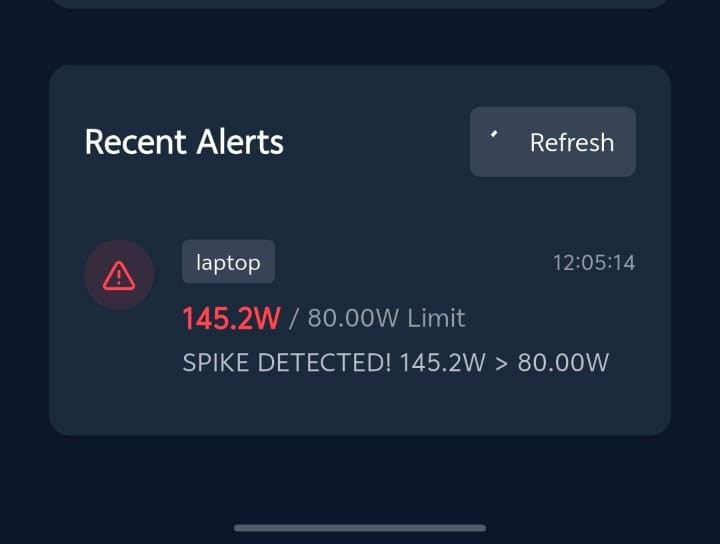 Recent Alerts
Refresh
laptop
12:05:14
145.2W / 80.00W Limit
SPIKE DETECTED! 145.2W > 80.00W